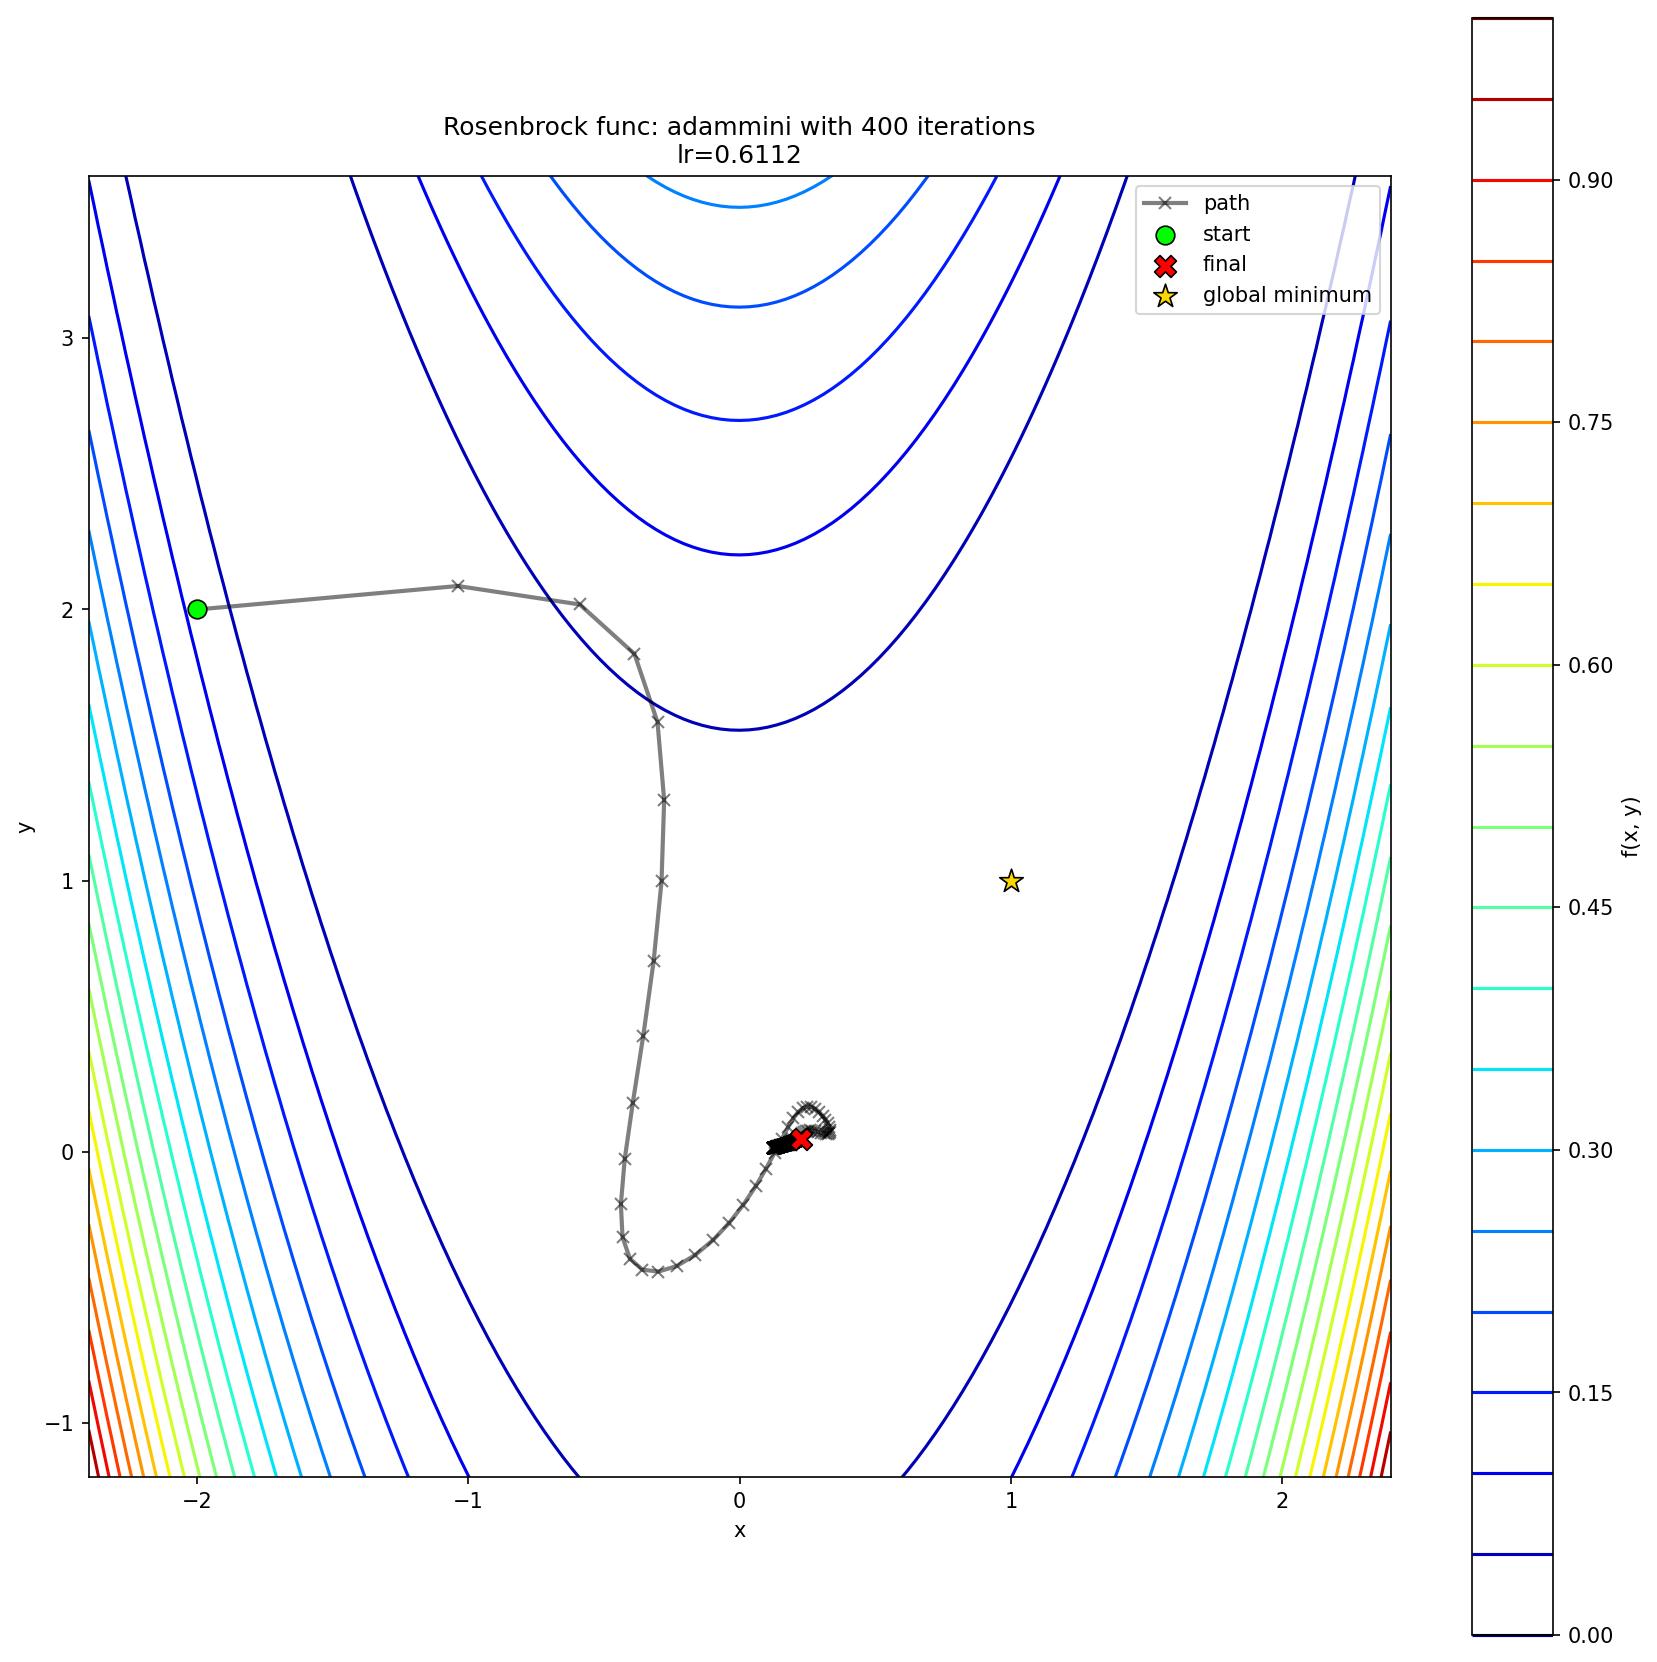 Rosenbrock func: adammini with 400 iterations
lr=0.6112
path
start
final
global minimum
3
2
1
0
−1
y
−2
−1
0
1
2
x
0.90
0.75
0.60
0.45
0.30
0.15
0.00
f(x, y)